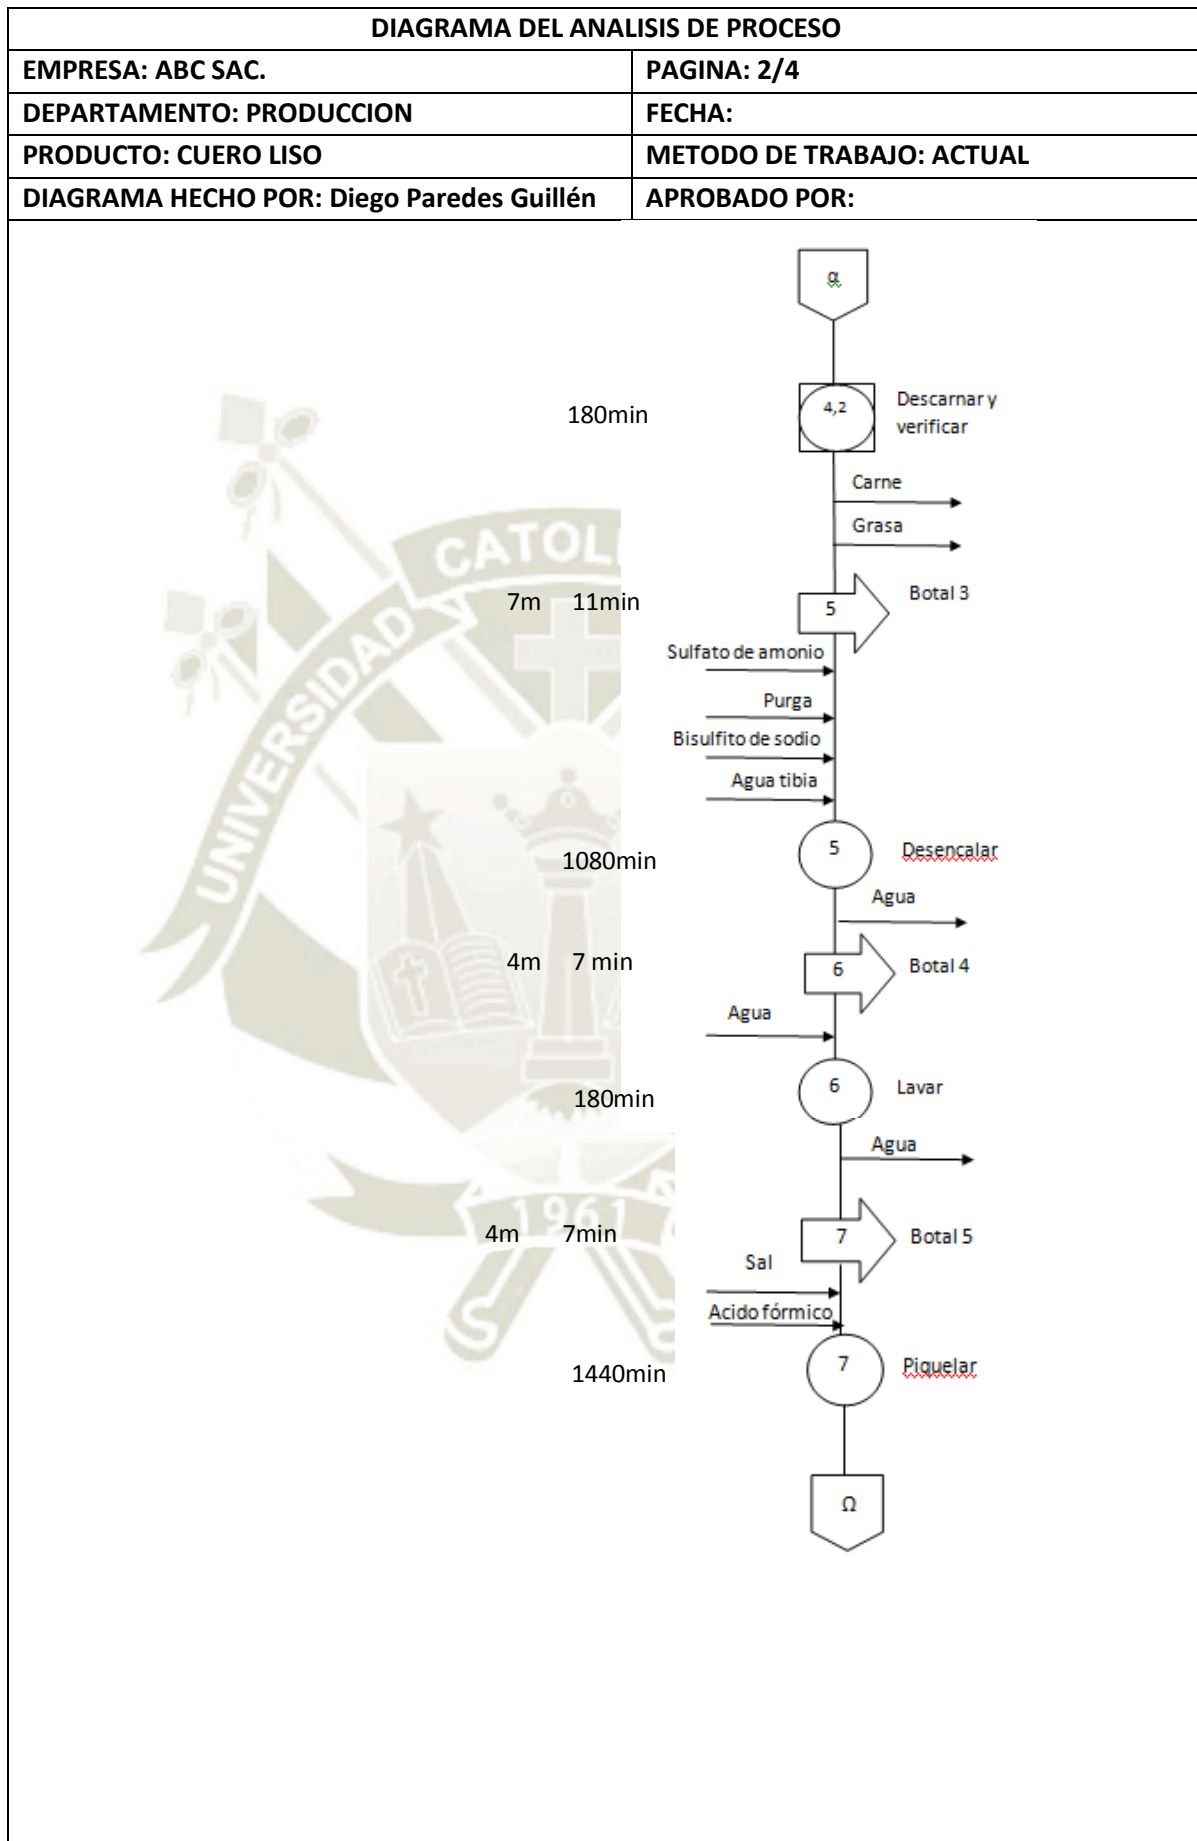 DIAGRAMA DEL ANALISIS DE PROCESO
EMPRESA: ABC SAC.
PAGINA: 2/4
DEPARTAMENTO: PRODUCCION
FECHA:
PRODUCTO: CUERO LISO
METODO DE TRABAJO: ACTUAL
DIAGRAMA HECHO POR: Diego Paredes Guillén
APROBADO POR:
α
180min
4,2
Descarnar y
verificar
Carne
Grasa
7m 11min
5
Botal 3
Sulfato de amonio
Purga
Bisulfito de sodio
Agua tibia
1080min
5
Desencalar
Agua
4m 7 min
6
Botal 4
Agua
180min
6
Lavar
Agua
4m 7min
7
Botal 5
Sal
Acido fórmico
1440min
7
Piquelar
Ω
UNIVERSIDAD
CATOLI
1961
S
S